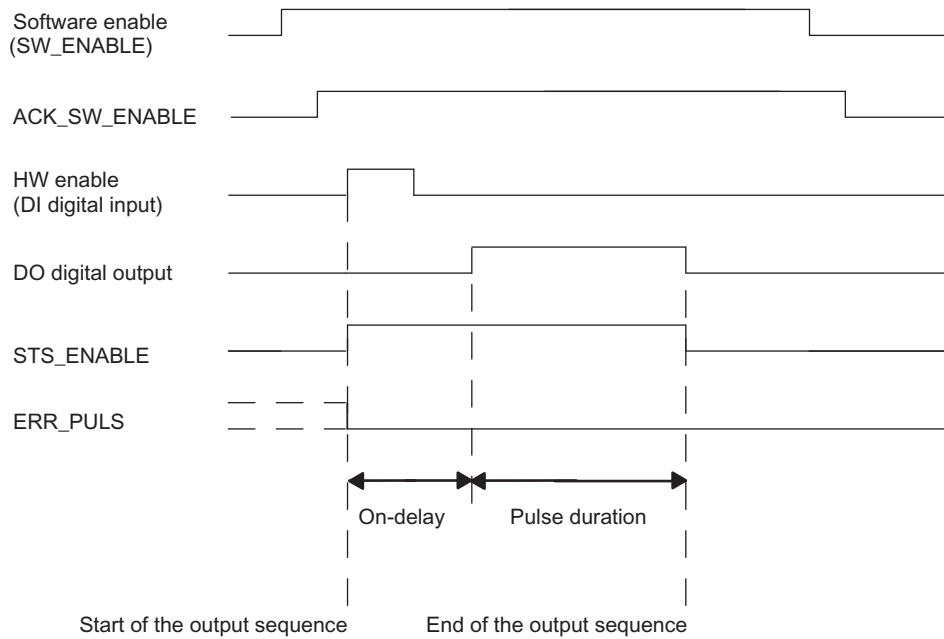 Software enable
(SW_ENABLE)
ACK_SW_ENABLE
HW enable
(DI digital input)
DO digital output
STS_ENABLE
ERR_PULS
On-delay
Pulse duration
Start of the output sequence
End of the output sequence